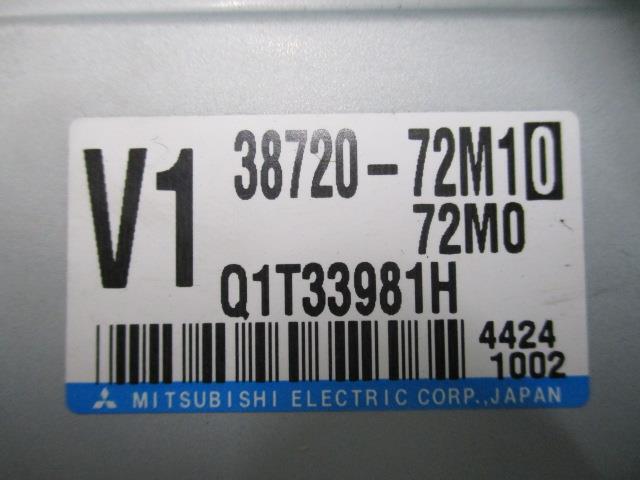 V1
38720-72M10
72M0
Q1T33981H
4424
1002
MITSUBISHI ELECTRIC CORP.,JAPAN